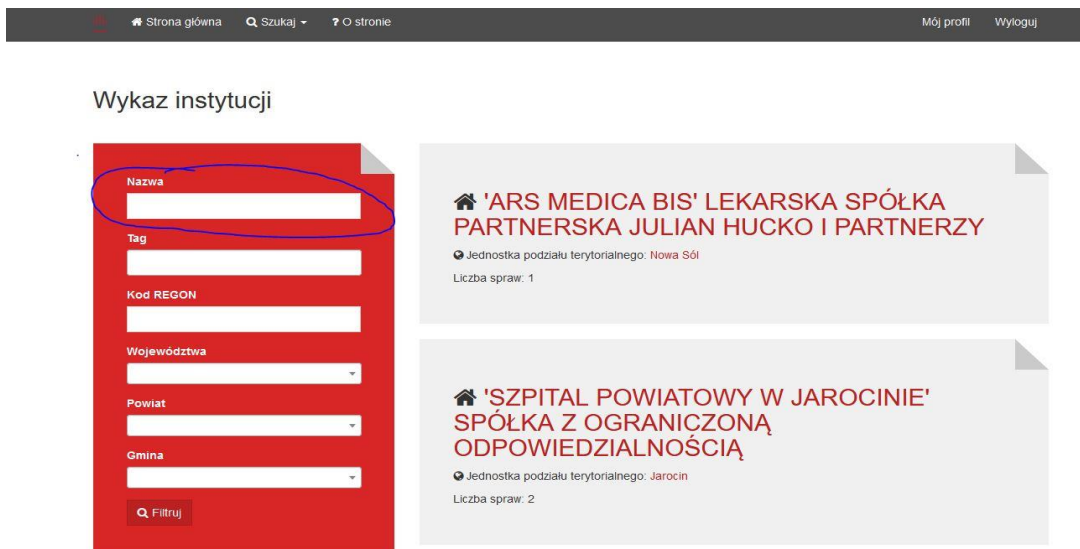 Strona główna Szukaj ? O stronie Mój profil Wyloguj
Wykaz instytucji
Nazwa
Tag
Kod REGON
Województwa
Powiat
Gmina
Filtruj
'ARS MEDICA BIS' LEKARSKA SPÓŁKA
PARTNERSKA JULIAN HUCKO I PARTNERZY
Jednostka podziału terytorialnego: Nowa Sól
Liczba spraw: 1
'SZPITAL POWIATOWY W JAROCINIE'
SPÓŁKA Z OGRANICZONĄ
ODPOWIEDZIALNOŚCIĄ
Jednostka podziału terytorialnego: Jarocin
Liczba spraw: 2